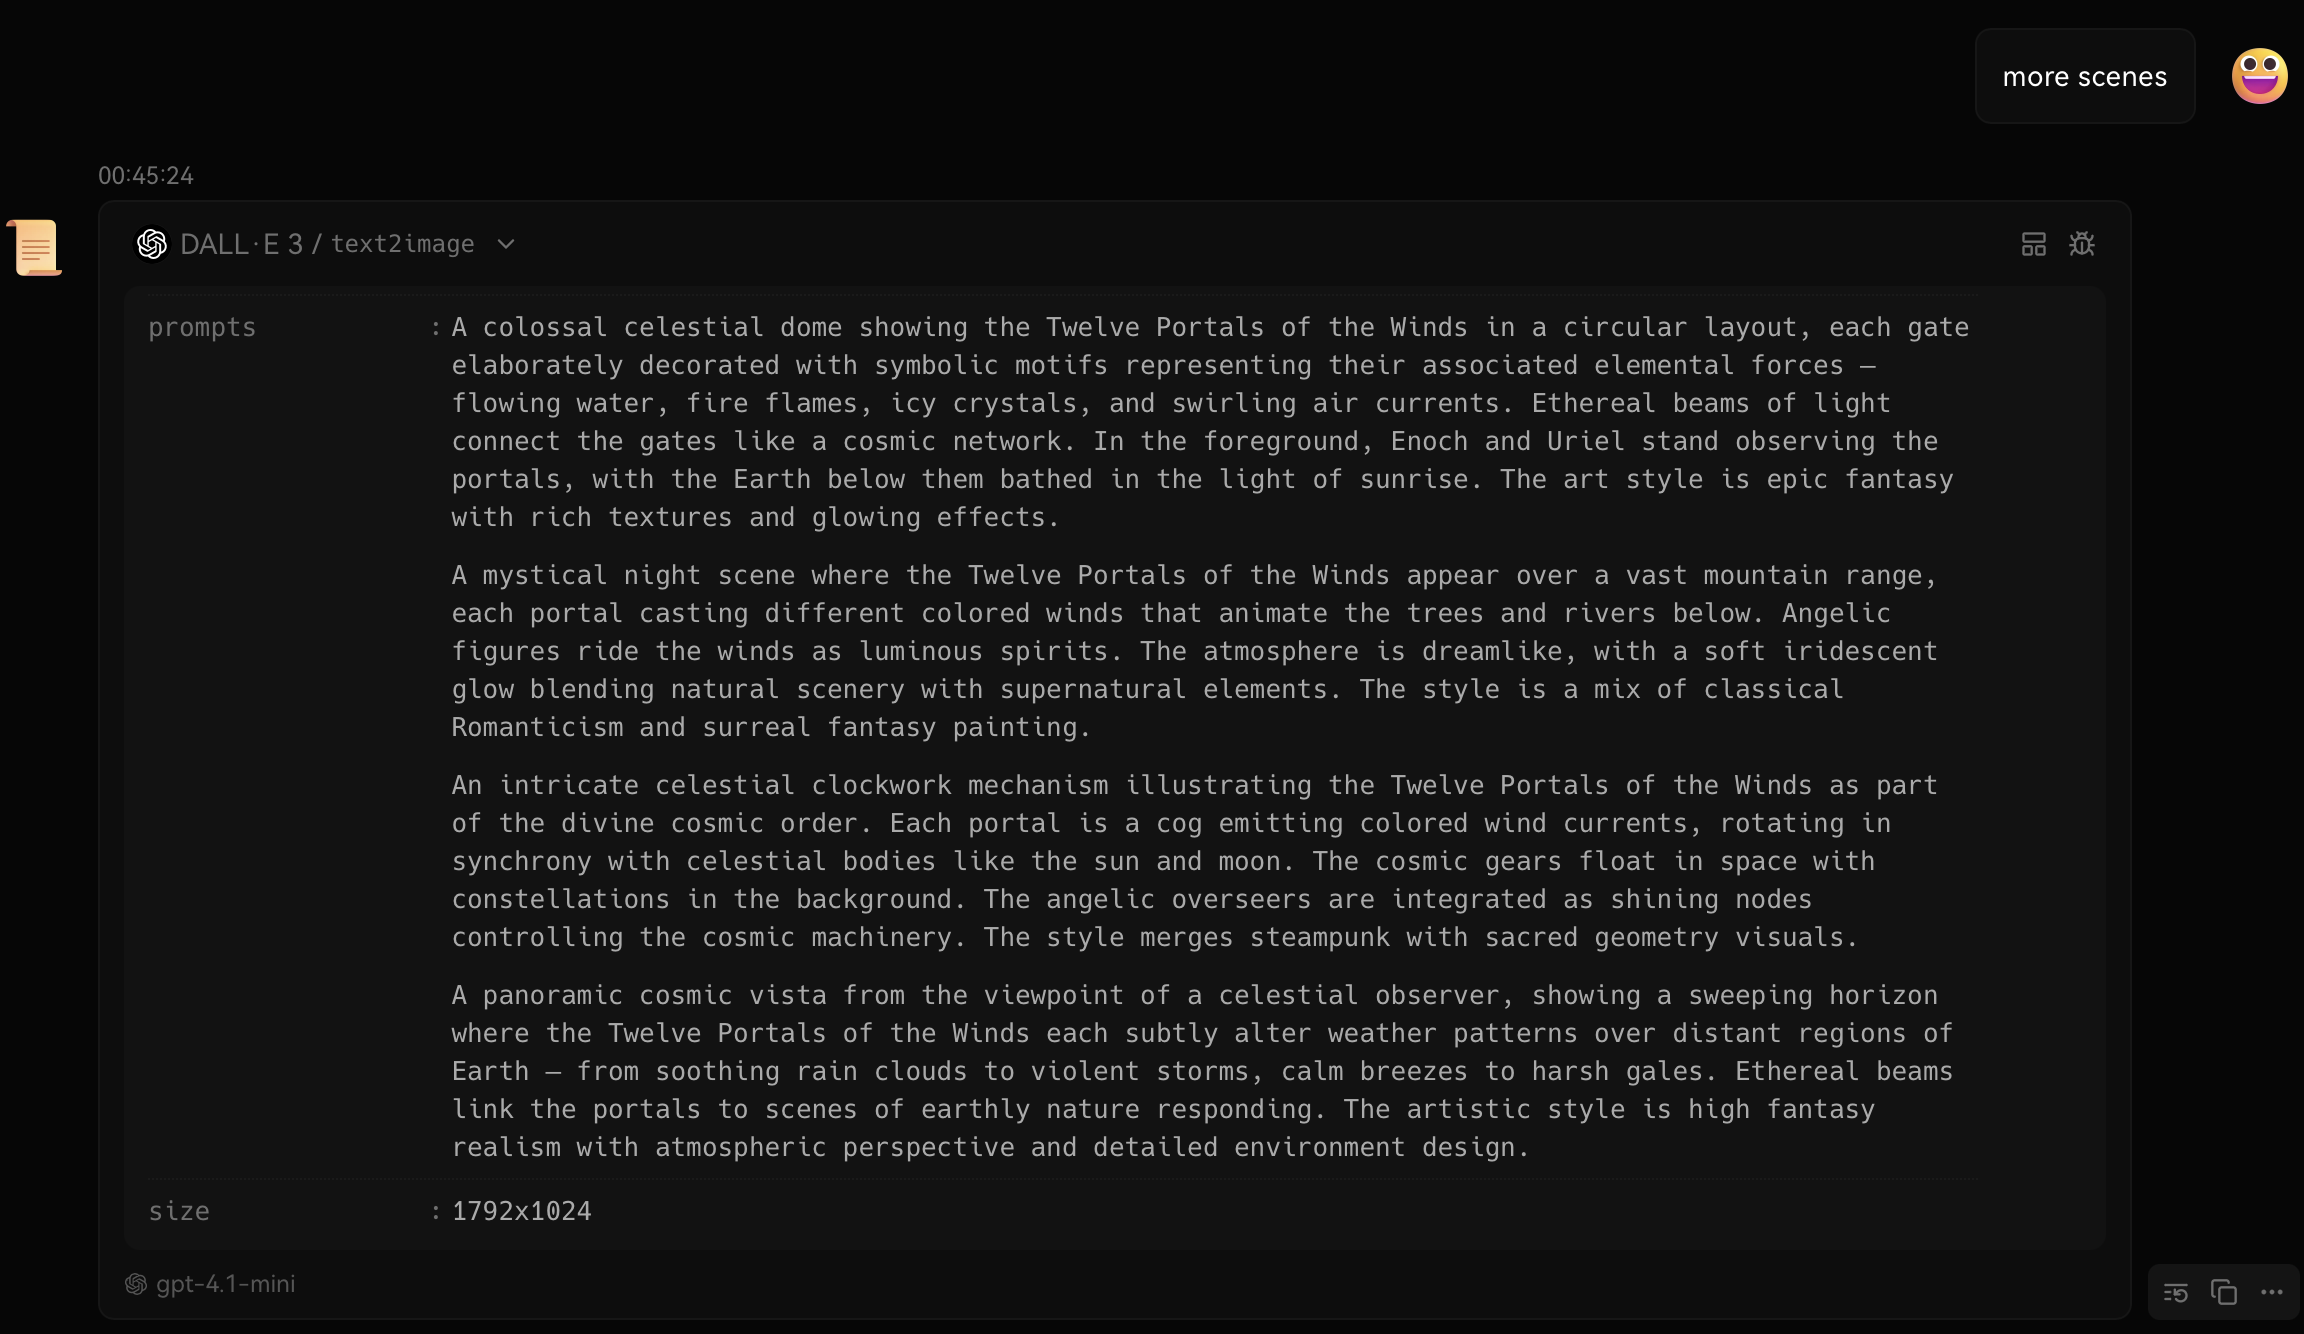 more scenes
00:45:24
DALL·E 3 / text2image
prompts : A colossal celestial dome showing the Twelve Portals of the Winds in a circular layout, each gate
elaborately decorated with symbolic motifs representing their associated elemental forces —
flowing water, fire flames, icy crystals, and swirling air currents. Ethereal beams of light
connect the gates like a cosmic network. In the foreground, Enoch and Uriel stand observing the
portals, with the Earth below them bathed in the light of sunrise. The art style is epic fantasy
with rich textures and glowing effects.
A mystical night scene where the Twelve Portals of the Winds appear over a vast mountain range,
each portal casting different colored winds that animate the trees and rivers below. Angelic
figures ride the winds as luminous spirits. The atmosphere is dreamlike, with a soft iridescent
glow blending natural scenery with supernatural elements. The style is a mix of classical
Romanticism and surreal fantasy painting.
An intricate celestial clockwork mechanism illustrating the Twelve Portals of the Winds as part
of the divine cosmic order. Each portal is a cog emitting colored wind currents, rotating in
synchrony with celestial bodies like the sun and moon. The cosmic gears float in space with
constellations in the background. The angelic overseers are integrated as shining nodes
controlling the cosmic machinery. The style merges steampunk with sacred geometry visuals.
A panoramic cosmic vista from the viewpoint of a celestial observer, showing a sweeping horizon
where the Twelve Portals of the Winds each subtly alter weather patterns over distant regions of
Earth — from soothing rain clouds to violent storms, calm breezes to harsh gales. Ethereal beams
link the portals to scenes of earthly nature responding. The artistic style is high fantasy
realism with atmospheric perspective and detailed environment design.
size : 1792x1024
gpt-4.1-mini